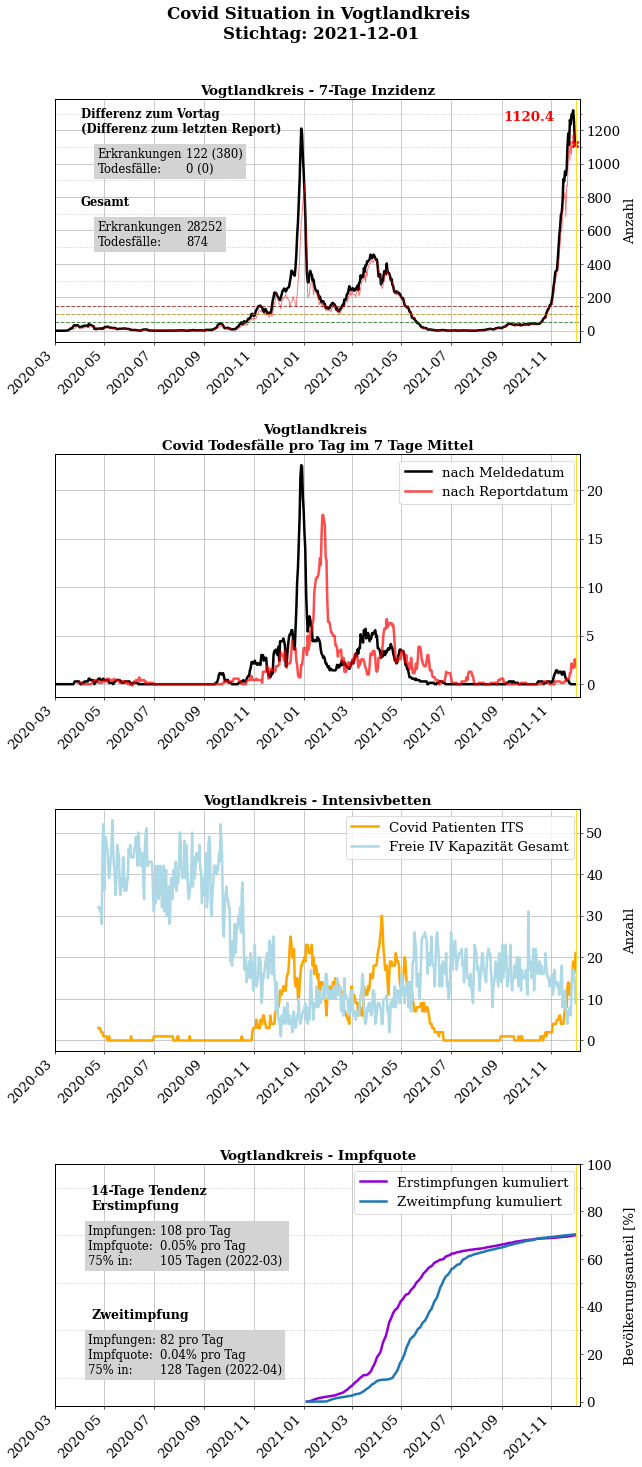 Covid Situation in Vogtlandkreis
Stichtag: 2021-12-01
Vogtlandkreis - 7-Tage Inzidenz
Differenz zum Vortag
(Differenz zum letzten Report)
Erkrankungen 122 (380)
Todesfälle: 0 (0)
Gesamt
Erkrankungen 28252
Todesfälle: 874
1120.4
1200
1000
800
600
400
200
0
Anzahl
2020-03 2020-05 2020-07 2020-09 2020-11 2021-01 2021-03 2021-05 2021-07 2021-09 2021-11
Vogtlandkreis
Covid Todesfälle pro Tag im 7 Tage Mittel
nach Meldedatum
nach Reportdatum
20
15
10
5
0
2020-03 2020-05 2020-07 2020-09 2020-11 2021-01 2021-03 2021-05 2021-07 2021-09 2021-11
Vogtlandkreis - Intensivbetten
Covid Patienten ITS
Freie IV Kapazität Gesamt
50
40
30
20
10
0
Anzahl
2020-03 2020-05 2020-07 2020-09 2020-11 2021-01 2021-03 2021-05 2021-07 2021-09 2021-11
Vogtlandkreis - Impfquote
14-Tage Tendenz
Erstimpfung
Impfungen: 108 pro Tag
Impfquote: 0.05% pro Tag
75% in: 105 Tagen (2022-03)
Zweitimpfung
Impfungen: 82 pro Tag
Impfquote: 0.04% pro Tag
75% in: 128 Tagen (2022-04)
Erstimpfungen kumuliert
Zweitimpfung kumuliert
100
80
60
40
20
0
Bevölkerungsanteil [%]
2020-03 2020-05 2020-07 2020-09 2020-11 2021-01 2021-03 2021-05 2021-07 2021-09 2021-11